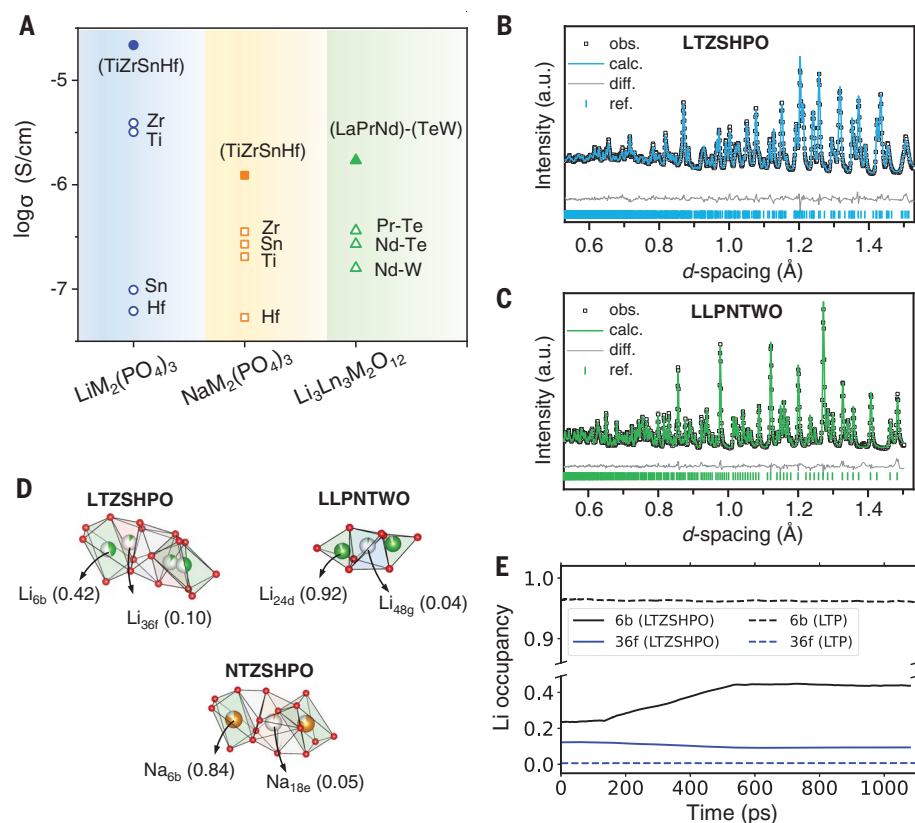 A
logσ (S/cm)
-5
-6
-7
(TiZrSnHf)
Zr
Ti
Sn
Hf
(TiZrSnHf)
Zr
Sn
Ti
Hf
(LaPrNd)-(TeW)
Pr-Te
Nd-Te
Nd-W
LiM₂(PO₄)₃
NaM₂(PO₄)₃
Li₃Ln₃M₂O₁₂
B
LTZSHPO
obs.
calc.
diff.
ref.
Intensity (a.u.)
0.6 0.8 1.0 1.2 1.4
d-spacing (Å)
C
LLPNTWO
obs.
calc.
diff.
ref.
Intensity (a.u.)
0.6 0.8 1.0 1.2 1.4
d-spacing (Å)
D
LTZSHPO
Li₆b (0.42)
Li₃₆f (0.10)
LLPNTWO
Li₂₄d (0.92)
Li₄₈g (0.04)
NTZSHPO
Na₆b (0.84)
Na₁₈e (0.05)
E
Li occupancy
1.0
0.9
0.4
0.2
0.0
6b (LTZSHPO)
36f (LTZSHPO)
6b (LTP)
36f (LTP)
0 200 400 600 800 1000
Time (ps)